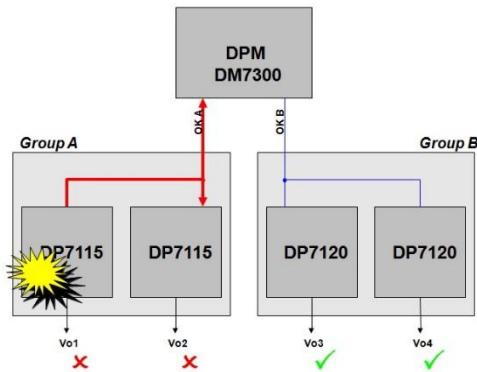 DPM
DM7300
OK A
OK B
Group A
Group B
DP7115
DP7115
DP7120
DP7120
Vo1
Vo2
Vo3
Vo4